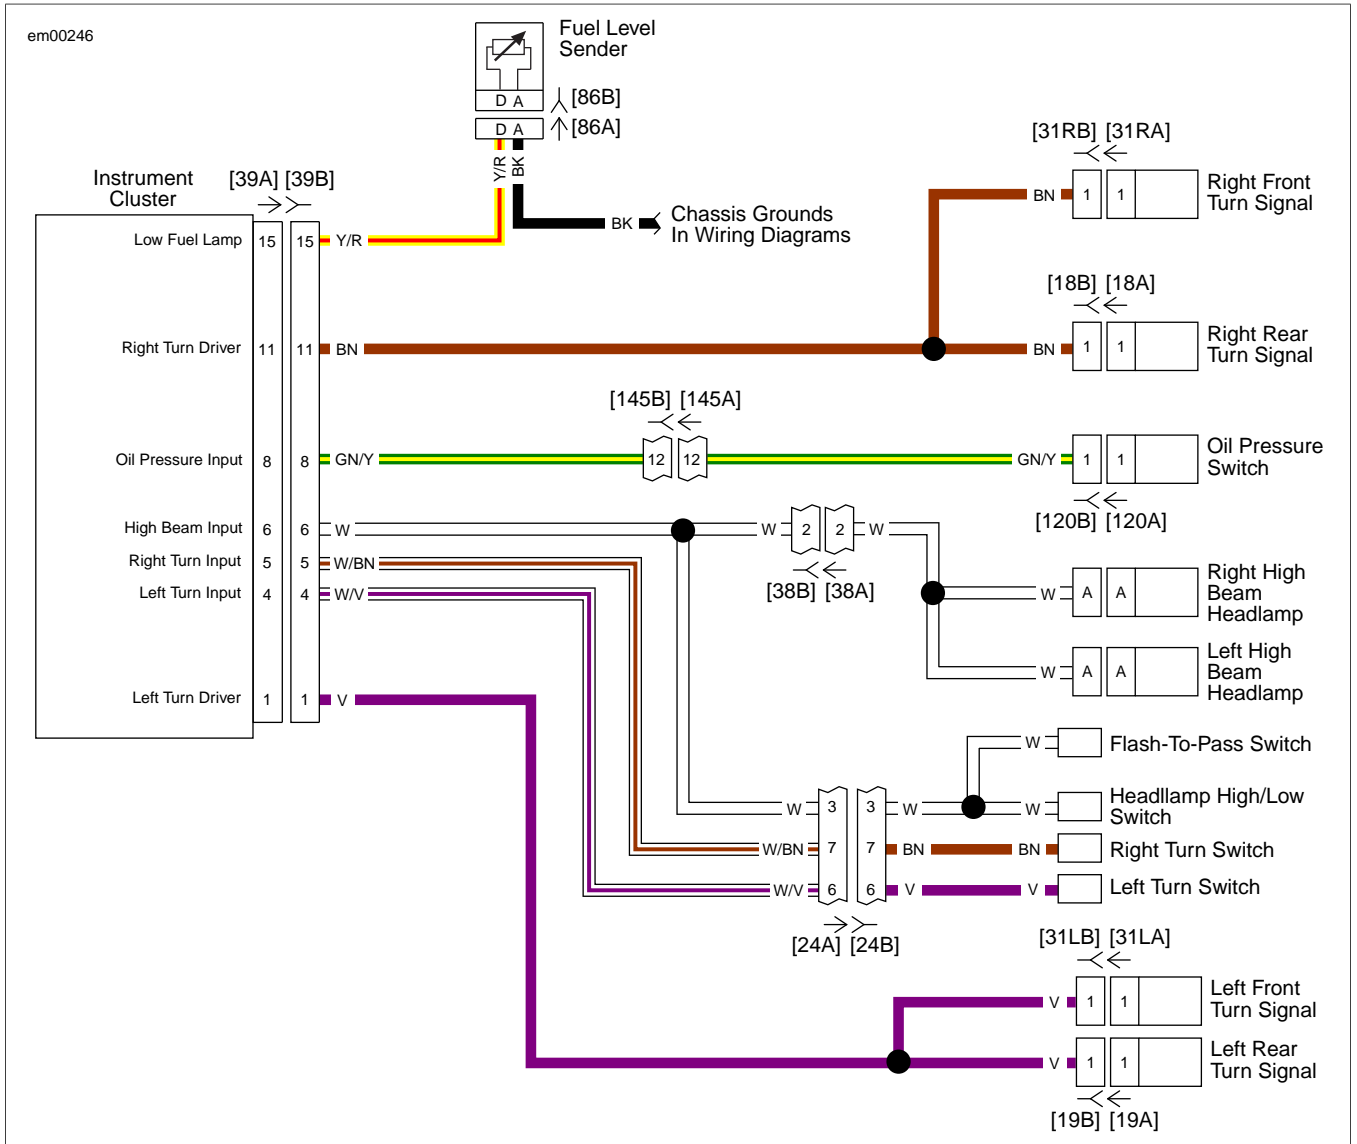 em00246
Fuel Level
Sender
D A
[86B]
D A
[86A]
Y/R
BK
BK
Chassis Grounds
In Wiring Diagrams
Instrument
Cluster
[39A] [39B]
Low Fuel Lamp 15 15 Y/R
Right Turn Driver 11 11 BN
Oil Pressure Input 8 8 GN/Y
High Beam Input 6 6 W
Right Turn Input 5 5 W/BN
Left Turn Input 4 4 W/V
Left Turn Driver 1 1 V
[31RB] [31RA]
BN 1 1
Right Front
Turn Signal
[18B] [18A]
BN 1 1
Right Rear
Turn Signal
[145B] [145A]
12 12
GN/Y 1 1
Oil Pressure
Switch
[120B] [120A]
W 2 2 W
[38B] [38A]
W A A
Right High
Beam
Headlamp
W A A
Left High
Beam
Headlamp
W
Flash-To-Pass Switch
W 3 3 W W
Headllamp High/Low
Switch
W/BN 7 7 BN BN
Right Turn Switch
W/V 6 6 V V
Left Turn Switch
[24A] [24B]
[31LB] [31LA]
V 1 1
Left Front
Turn Signal
V 1 1
Left Rear
Turn Signal
[19B] [19A]